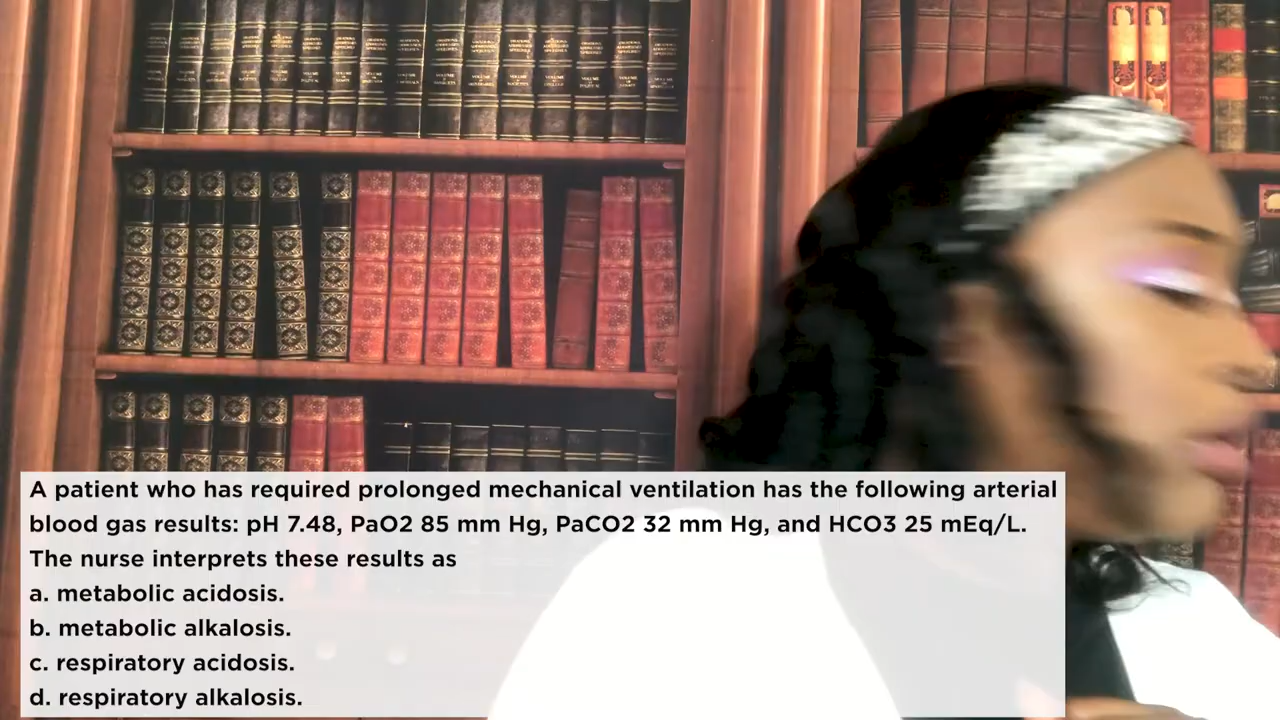 A patient who has required prolonged mechanical ventilation has the following arterial
blood gas results: pH 7.48, PaO2 85 mm Hg, PaCO2 32 mm Hg, and HCO3 25 mEq/L.
The nurse interprets these results as
a. metabolic acidosis.
b. metabolic alkalosis.
c. respiratory acidosis.
d. respiratory alkalosis.